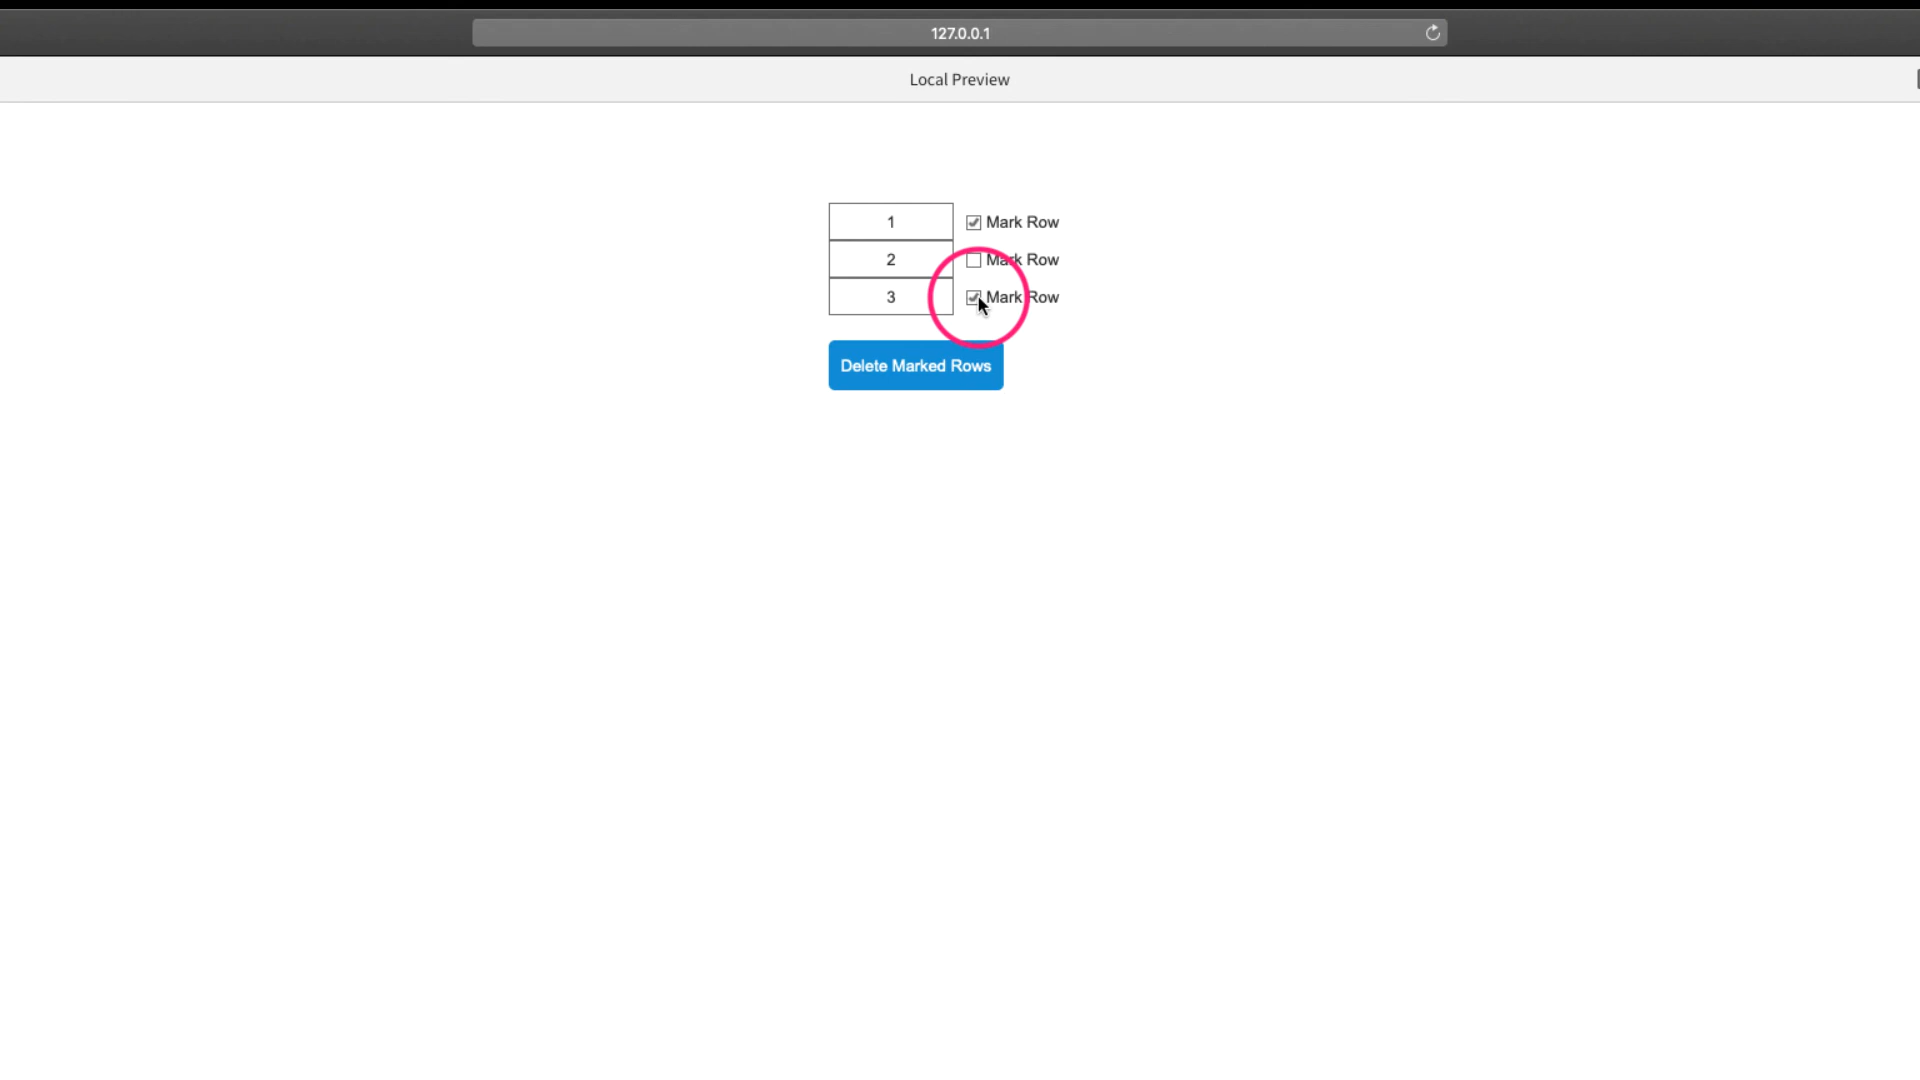 127.0.0.1
Local Preview
1 Mark Row
2 Mark Row
3 Mark Row
Delete Marked Rows